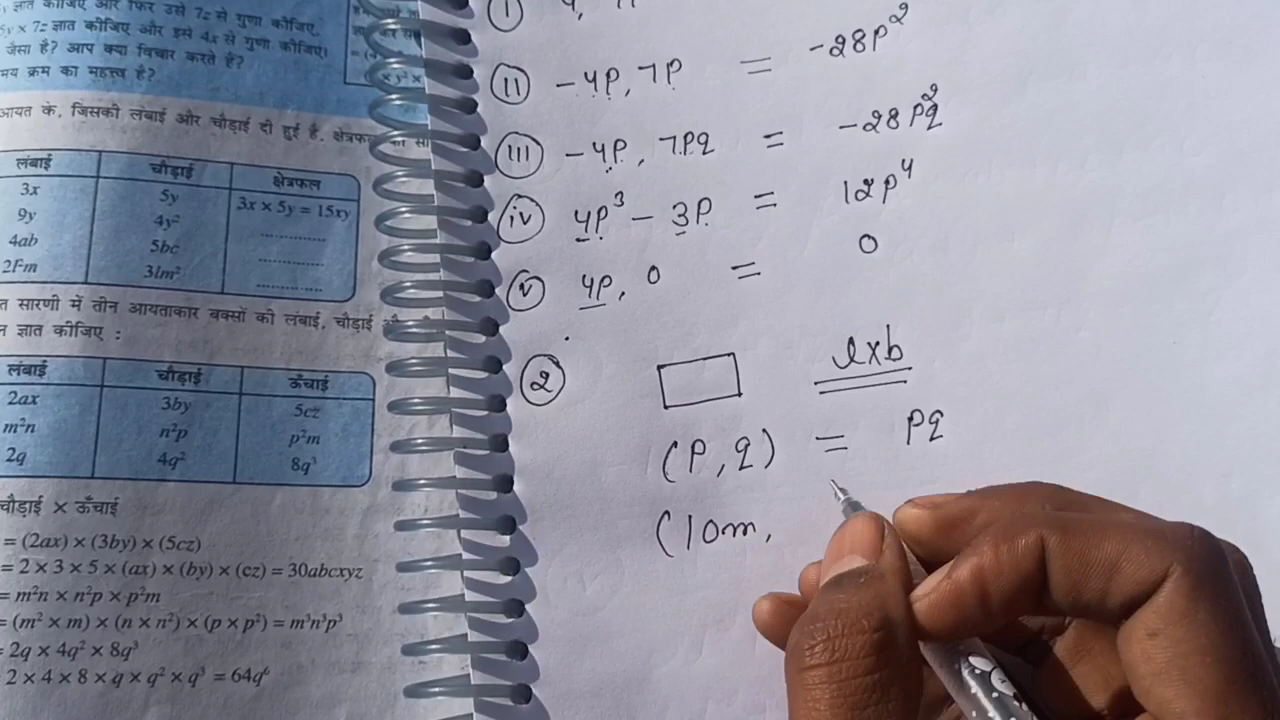 ज्ञात कीजिए और फिर उसे 7z से गुणा कीजिए.
5y × 7z ज्ञात कीजिए और इसे 4x से गुणा कीजिए।
जैसा है? आप क्या विचार करते हैं?
क्रम का महत्त्व है?
आयत के, जिसकी लंबाई और चौड़ाई दी हुई है,
लंबाई चौड़ाई क्षेत्रफल
3x 5y 3x × 5y = 15xy
9y 4y² ..............
4ab 5bc ..............
3lm² ..............
सारणी में तीन आयताकार बक्सों की लंबाई, चौड़ाई
ज्ञात कीजिए :
लंबाई चौड़ाई ऊँचाई
2ax 3by 5cz
m²n n²p p²m
2q 4q² 8q³
चौड़ाई × ऊँचाई
= (2ax) × (3by) × (5cz)
= 2 × 3 × 5 × (ax) × (by) × (cz) = 30abcxyz
= m²n × n²p × p²m
= (m² × m) × (n × n²) × (p × p²) = m³n³p³
= 2q × 4q² × 8q³
2 × 4 × 8 × q × q² × q³ = 64q⁶
(I)
(II) -4P, 7P = -28P²
(III) -4P, 7Pq = -28P²q
(iv) 4P³ - 3P = 12P⁴
(v) 4P, 0 = 0
(2) l×b
(P, q) = Pq
(10m,